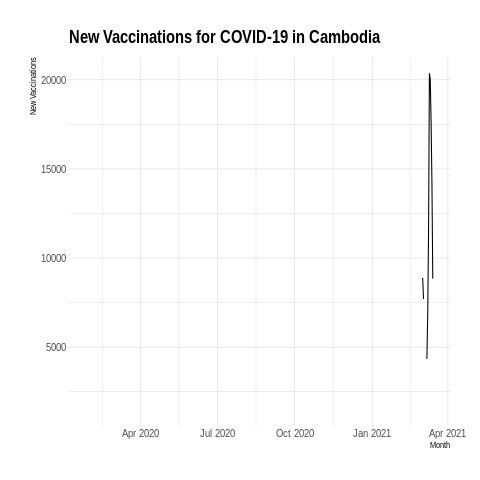 New Vaccinations for COVID-19 in Cambodia
New Vaccinations
20000
15000
10000
5000
Apr 2020 Jul 2020 Oct 2020 Jan 2021 Apr 2021
Month